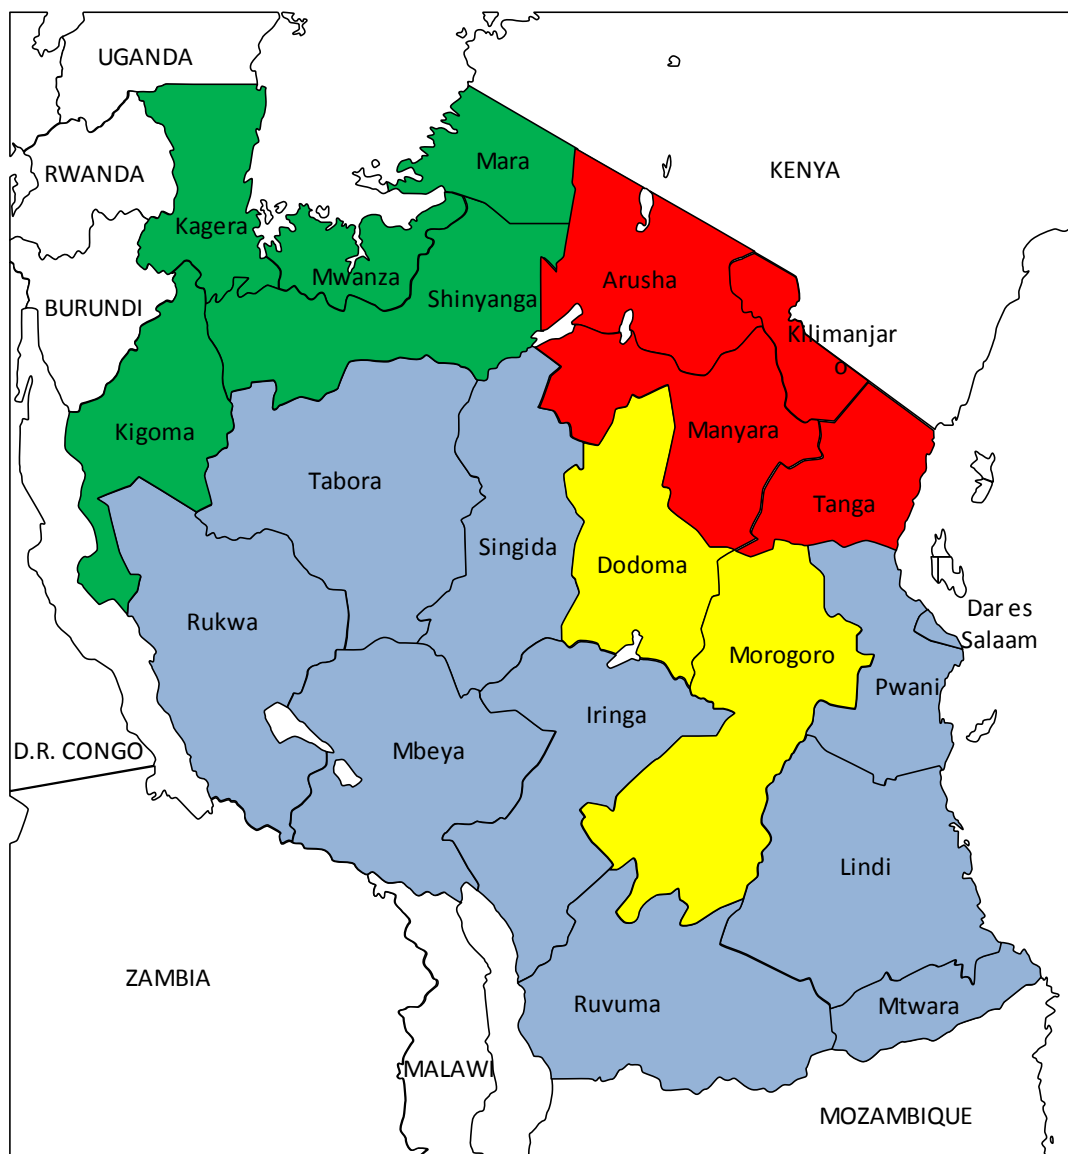 UGANDA
Mara
RWANDA
KENYA
Kagera
Mwanza
Arusha
Shinyanga
BURUNDI
Kilimanjar
o
Kigoma
Manyara
Tabora
Tanga
Singida
Dodoma
Dar es
Salaam
Rukwa
Morogoro
Pwani
Iringa
D.R. CONGO
Mbeya
Lindi
ZAMBIA
Ruvuma
Mtwara
MALAWI
MOZAMBIQUE